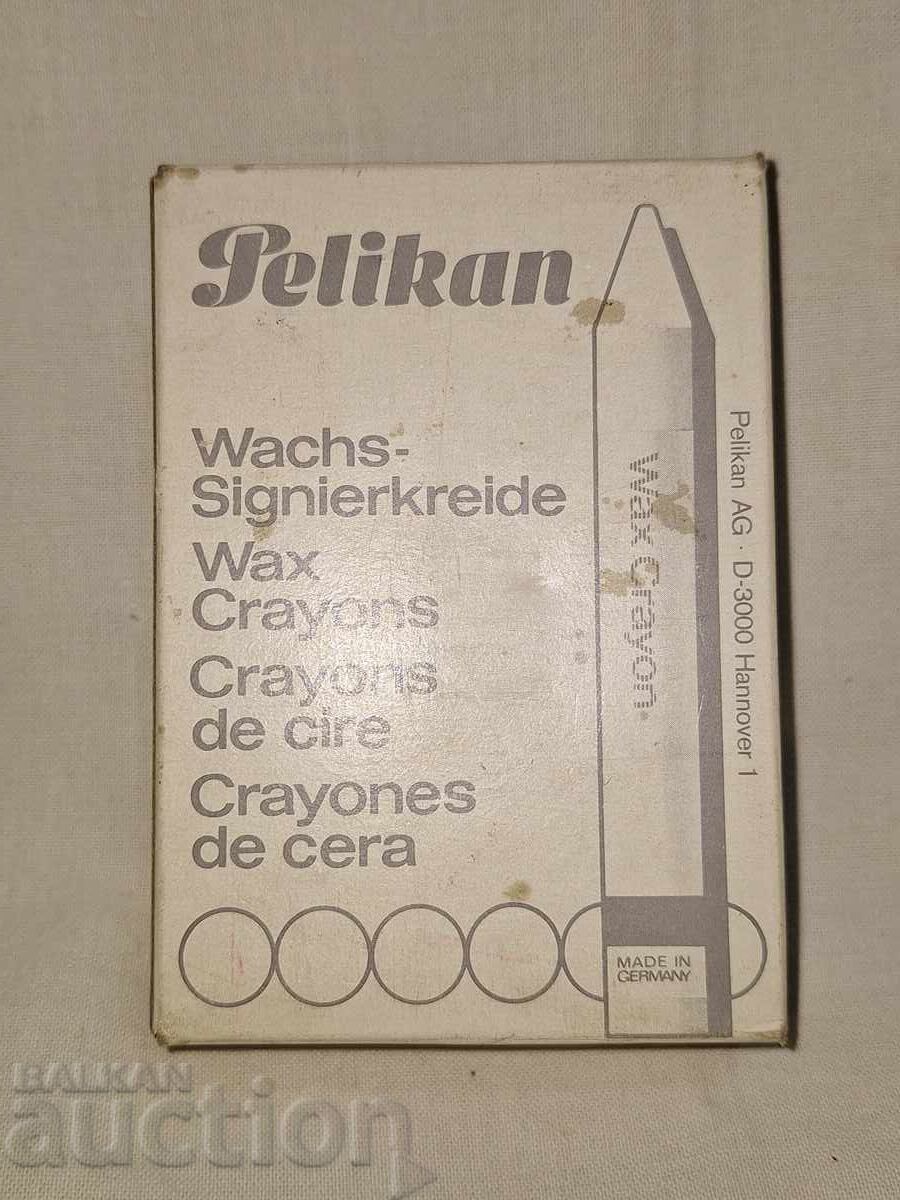 Pelikan
Wachs-
Signierkreide
Wax
Crayons
Crayons
de cire
Crayones
de cera
Wax Crayon
Pelikan AG · D-3000 Hannover 1
MADE IN
GERMANY
BALKAN
auction